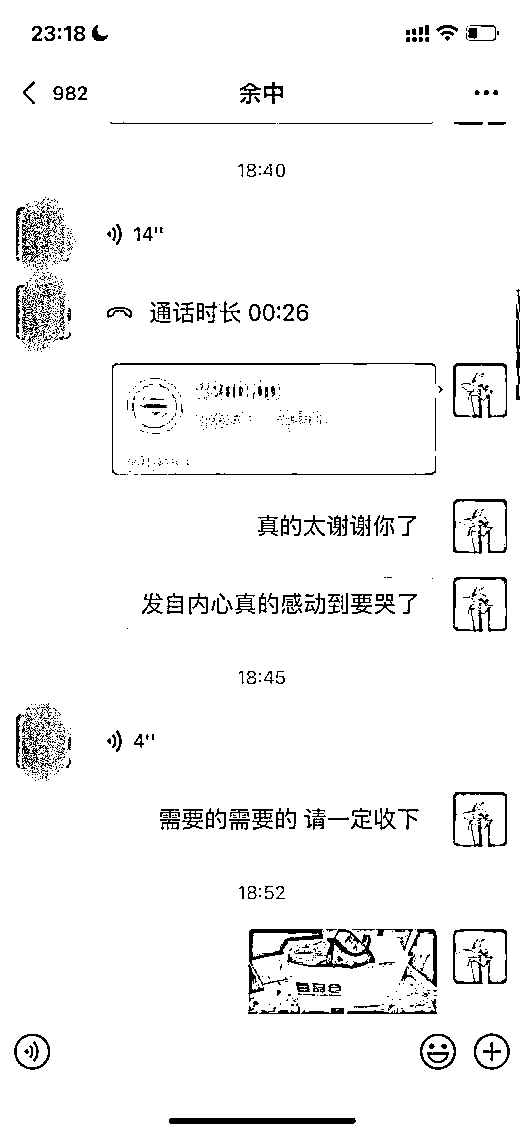 23:18
982
余中
18:40
14"
通话时长 00:26
真的太谢谢你了
发自内心真的感动到要哭了
18:45
4"
需要的需要的 请一定收下
18:52